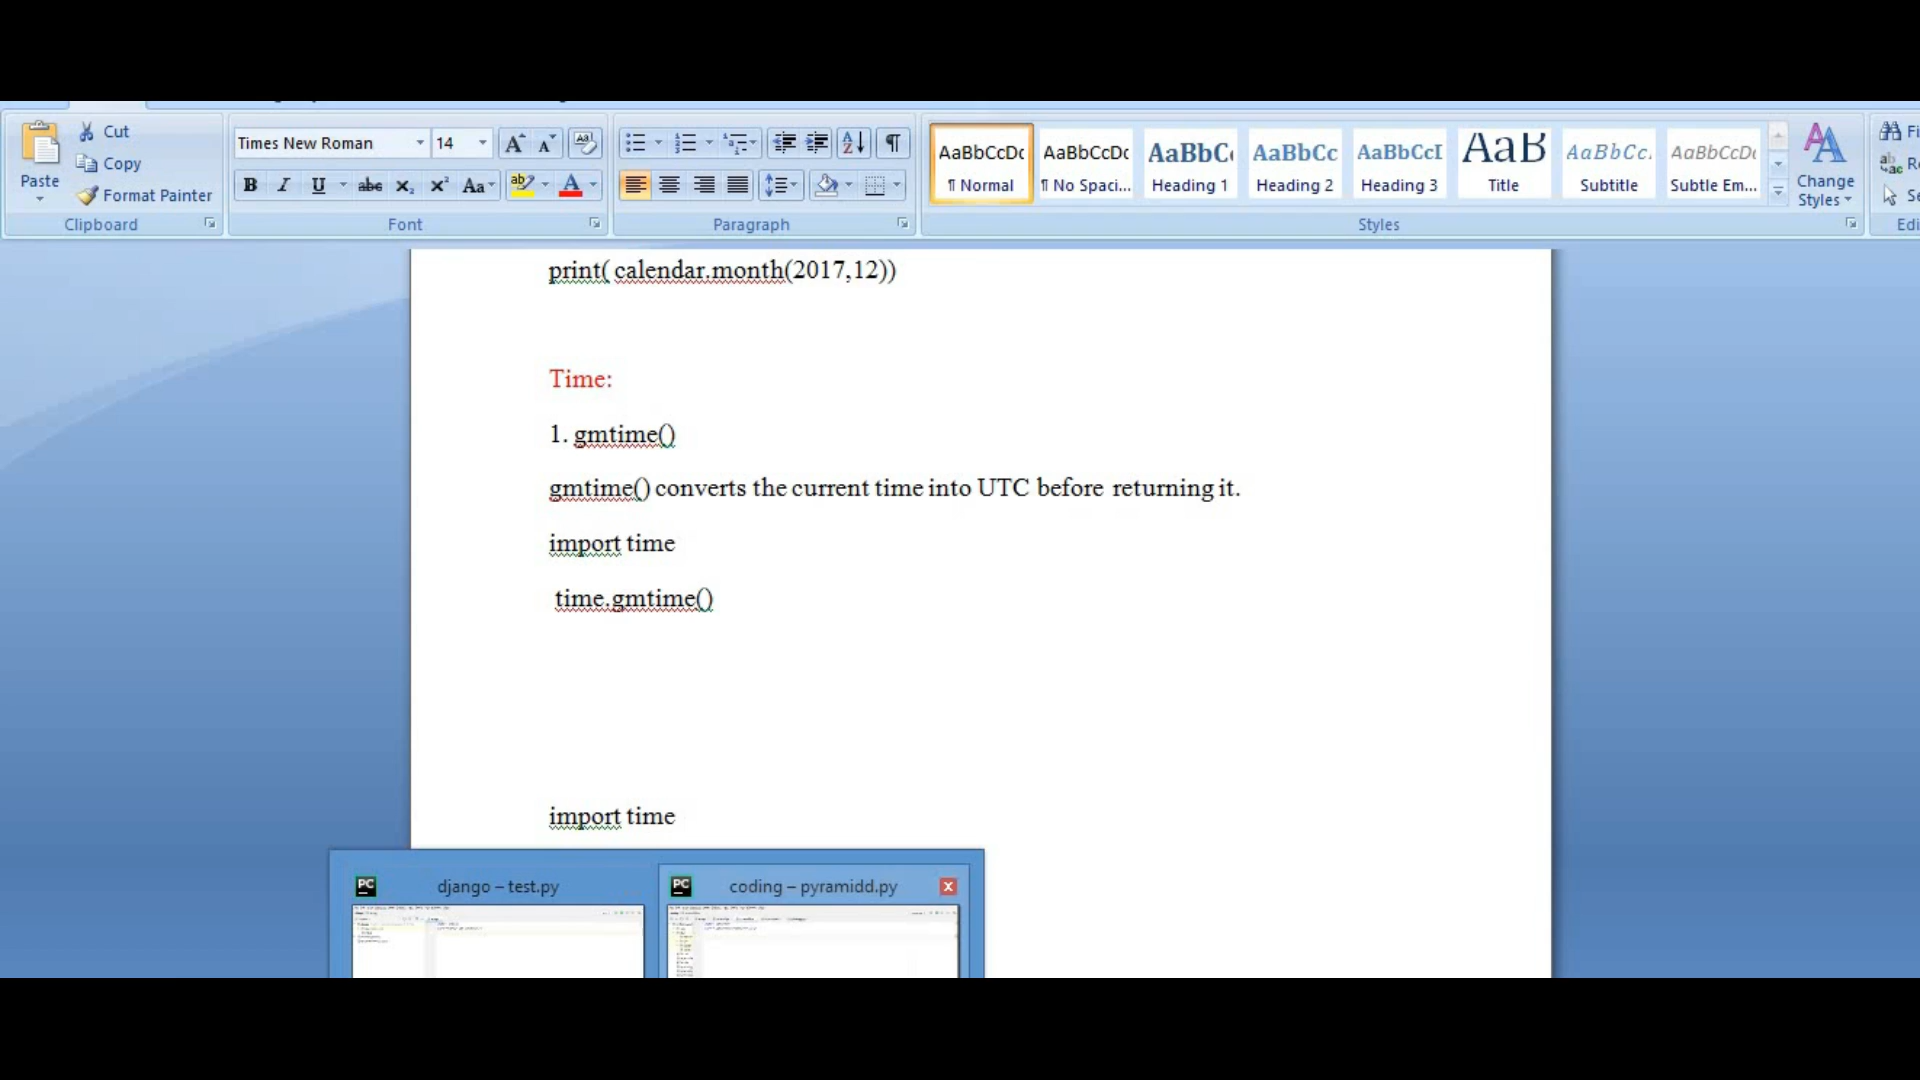 Cut
Copy
Format Painter
Paste
Clipboard
Times New Roman
14
Font
Paragraph
AaBbCcDc
¶ Normal
AaBbCcDc
¶ No Spaci...
AaBbC
Heading 1
AaBbCc
Heading 2
AaBbCcI
Heading 3
AaB
Title
AaBbCc.
Subtitle
AaBbCcDc
Subtle Em...
Change
Styles
Styles
print( calendar.month(2017,12))
Time:
1. gmtime()
gmtime() converts the current time into UTC before returning it.
import time
time.gmtime()
import time
PC
django – test.py
PC
coding – pyramidd.py